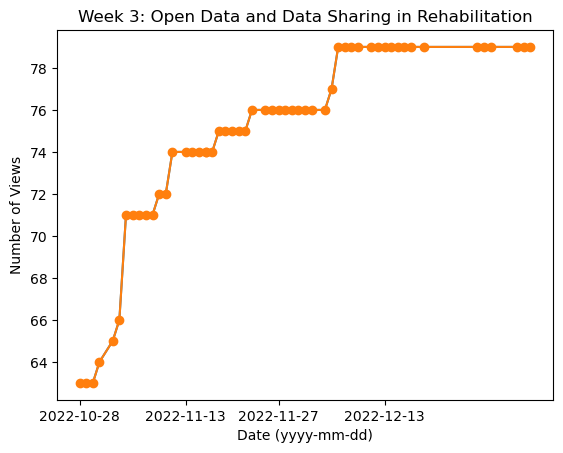 Week 3: Open Data and Data Sharing in Rehabilitation
Number of Views
78
76
74
72
70
68
66
64
2022-10-28 2022-11-13 2022-11-27 2022-12-13
Date (yyyy-mm-dd)